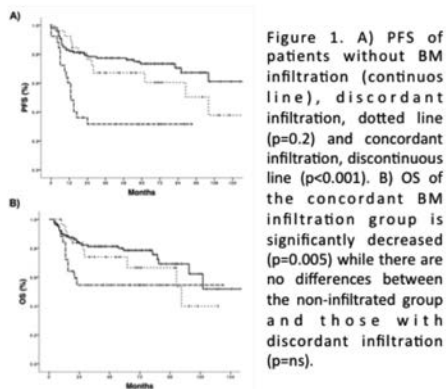 A)
PFS (%)
Months
B)
OS (%)
Months
Figure 1. A) PFS of
patients without BM
infiltration (continuos
line), discordant
infiltration, dotted line
(p=0.2) and concordant
infiltration, discontinuous
line (p<0.001). B) OS of
the concordant BM
infiltration group is
significantly decreased
(p=0.005) while there are
no differences between
the non-infiltrated group
and those with
discordant infiltration
(p=ns).